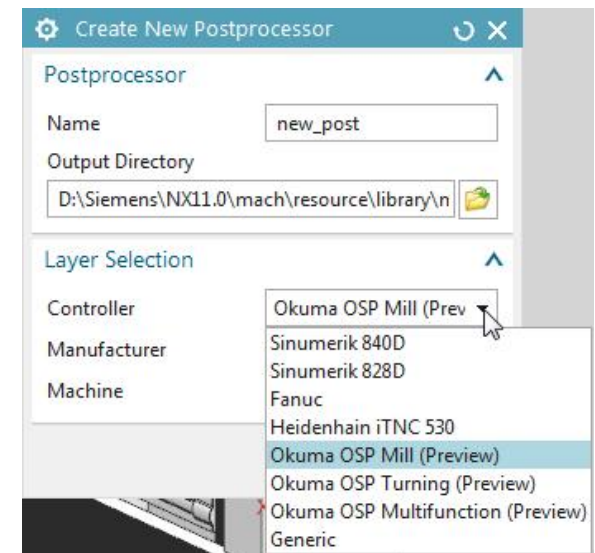 Create New Postprocessor
Postprocessor
Name new_post
Output Directory
D:\Siemens\NX11.0\mach\resource\library\n
Layer Selection
Controller Okuma OSP Mill (Prev
Manufacturer
Machine
Sinumerik 840D
Sinumerik 828D
Fanuc
Heidenhain iTNC 530
Okuma OSP Mill (Preview)
Okuma OSP Turning (Preview)
Okuma OSP Multifunction (Preview)
Generic